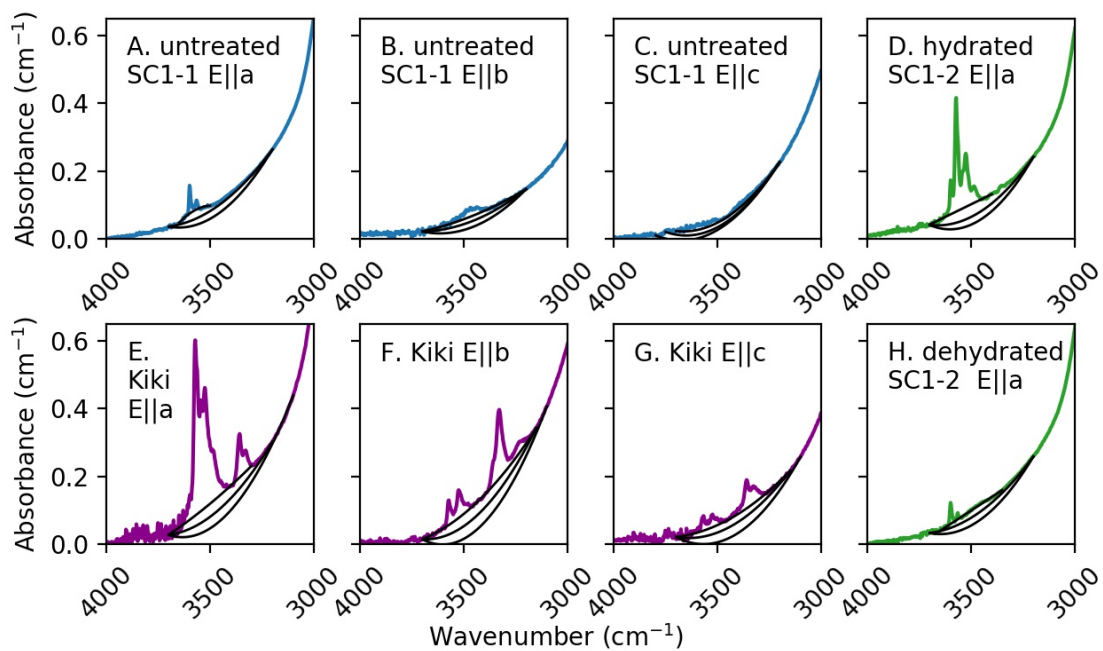 Absorbance (cm⁻¹)
0.6
0.4
0.2
0.0
A. untreated
SC1-1 E||a
B. untreated
SC1-1 E||b
C. untreated
SC1-1 E||c
D. hydrated
SC1-2 E||a
4000
3500
3000
4000
3500
3000
4000
3500
3000
4000
3500
3000
Absorbance (cm⁻¹)
0.6
0.4
0.2
0.0
E.
Kiki
E||a
F. Kiki E||b
G. Kiki E||c
H. dehydrated
SC1-2 E||a
4000
3500
3000
4000
3500
3000
4000
3500
3000
4000
3500
3000
Wavenumber (cm⁻¹)